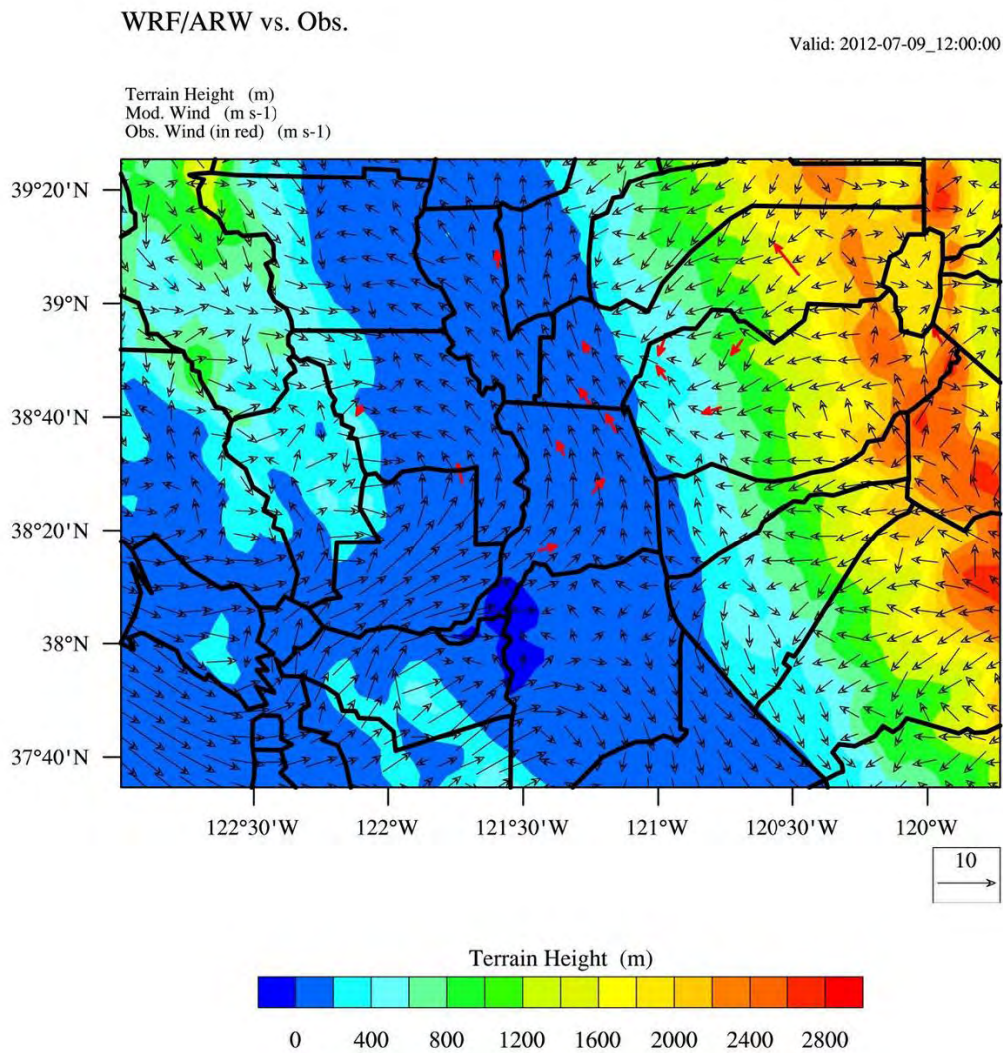 WRF/ARW vs. Obs.
Valid: 2012-07-09_12:00:00
Terrain Height (m)
Mod. Wind (m s-1)
Obs. Wind (in red) (m s-1)
39°20'N
39°N
38°40'N
38°20'N
38°N
37°40'N
122°30'W 122°W 121°30'W 121°W 120°30'W 120°W
10
Terrain Height (m)
0 400 800 1200 1600 2000 2400 2800